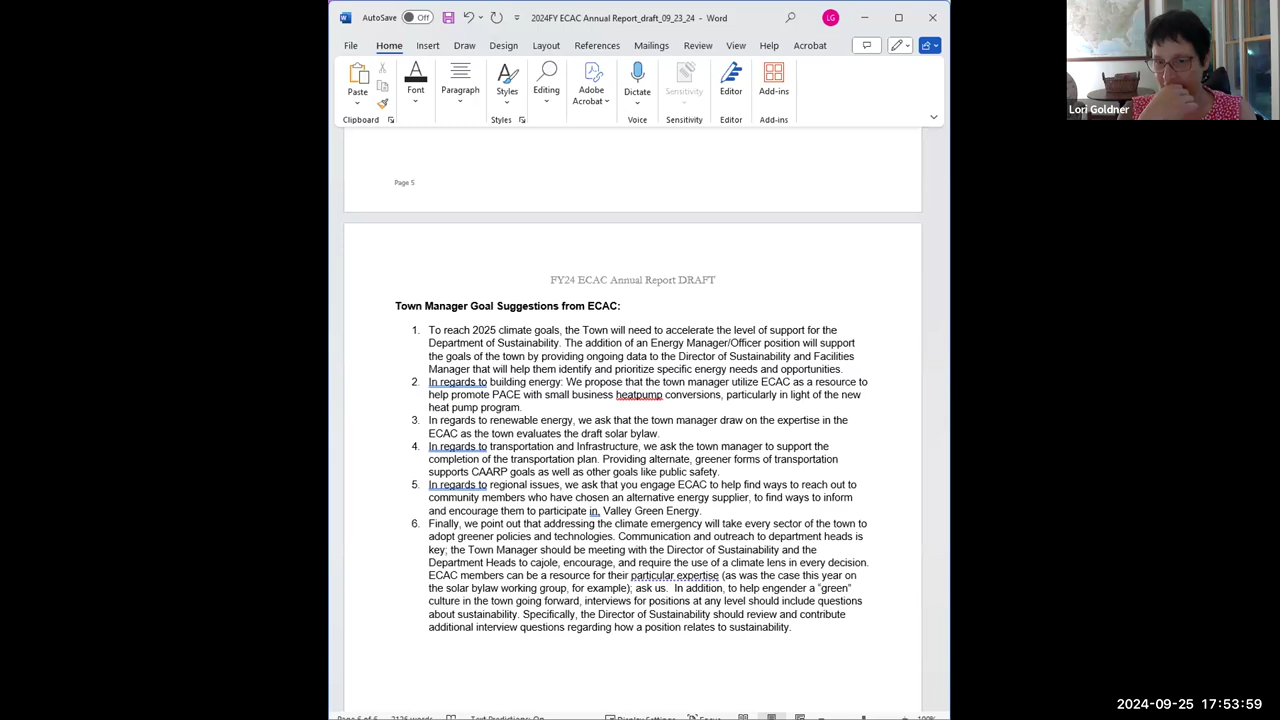 AutoSave Off 2024FY ECAC Annual Report_draft_09_23_24 - Word LG
File Home Insert Draw Design Layout References Mailings Review View Help Acrobat
Paste Font Paragraph Styles Editing Adobe Acrobat Dictate Sensitivity Editor Add-ins
Clipboard Styles Voice Sensitivity Editor Add-ins
Lori Goldner
Page 5
FY24 ECAC Annual Report DRAFT
Town Manager Goal Suggestions from ECAC:
1. To reach 2025 climate goals, the Town will need to accelerate the level of support for the
Department of Sustainability. The addition of an Energy Manager/Officer position will support
the goals of the town by providing ongoing data to the Director of Sustainability and Facilities
Manager that will help them identify and prioritize specific energy needs and opportunities.
2. In regards to building energy: We propose that the town manager utilize ECAC as a resource to
help promote PACE with small business heatpump conversions, particularly in light of the new
heat pump program.
3. In regards to renewable energy, we ask that the town manager draw on the expertise in the
ECAC as the town evaluates the draft solar bylaw.
4. In regards to transportation and Infrastructure, we ask the town manager to support the
completion of the transportation plan. Providing alternate, greener forms of transportation
supports CAARP goals as well as other goals like public safety.
5. In regards to regional issues, we ask that you engage ECAC to help find ways to reach out to
community members who have chosen an alternative energy supplier, to find ways to inform
and encourage them to participate in, Valley Green Energy.
6. Finally, we point out that addressing the climate emergency will take every sector of the town to
adopt greener policies and technologies. Communication and outreach to department heads is
key; the Town Manager should be meeting with the Director of Sustainability and the
Department Heads to cajole, encourage, and require the use of a climate lens in every decision.
ECAC members can be a resource for their particular expertise (as was the case this year on
the solar bylaw working group, for example); ask us. In addition, to help engender a “green”
culture in the town going forward, interviews for positions at any level should include questions
about sustainability. Specifically, the Director of Sustainability should review and contribute
additional interview questions regarding how a position relates to sustainability.
Page 6 of 6 2126 words Text Predictions: On Display Settings Focus 100%
2024-09-25 17:53:59